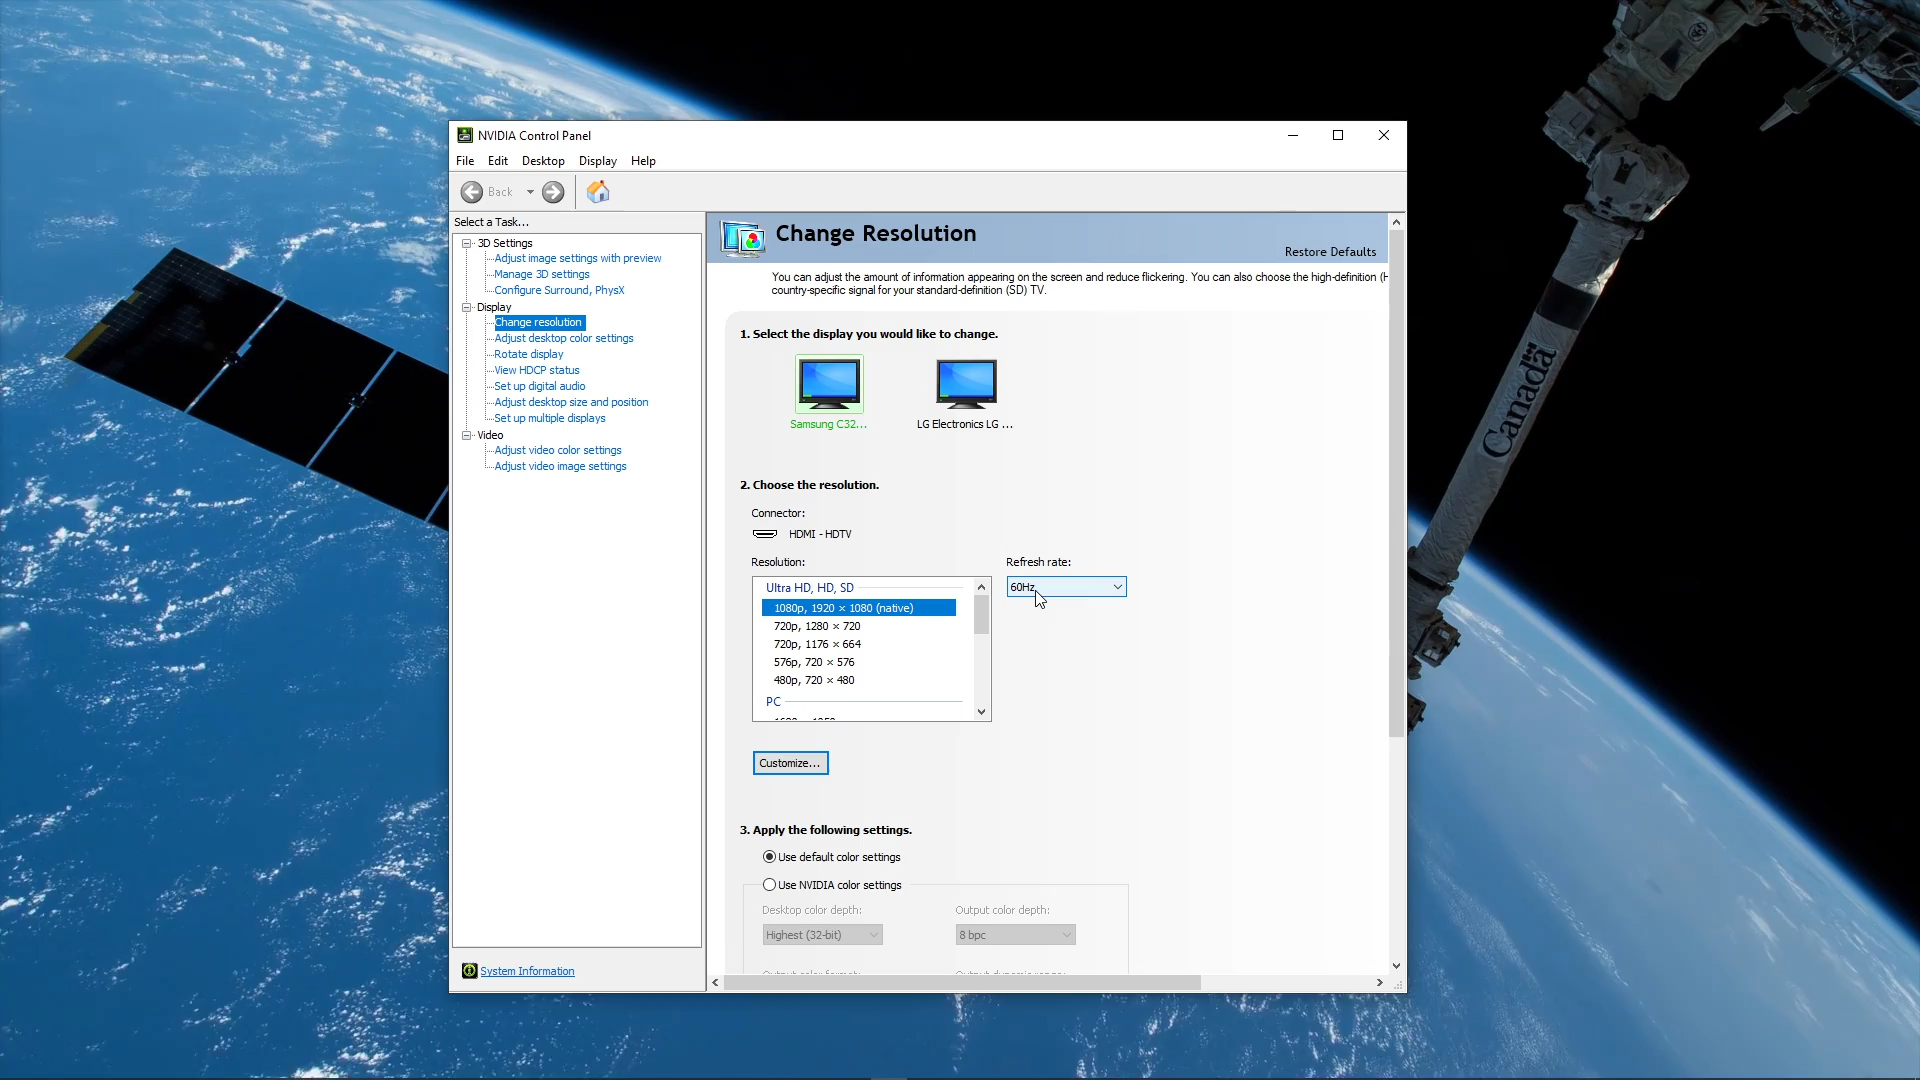 NVIDIA Control Panel
File Edit Desktop Display Help
Back
Select a Task...
3D Settings
Adjust image settings with preview
Manage 3D settings
Configure Surround, PhysX
Display
Change resolution
Adjust desktop color settings
Rotate display
View HDCP status
Set up digital audio
Adjust desktop size and position
Set up multiple displays
Video
Adjust video color settings
Adjust video image settings
System Information
Change Resolution
Restore Defaults
You can adjust the amount of information appearing on the screen and reduce flickering. You can also choose the high-definition (H
country-specific signal for your standard-definition (SD) TV.
1. Select the display you would like to change.
Samsung C32... LG Electronics LG ...
2. Choose the resolution.
Connector:
HDMI - HDTV
Resolution: Refresh rate:
Ultra HD, HD, SD
60Hz
1080p, 1920 × 1080 (native)
720p, 1280 × 720
720p, 1176 × 664
576p, 720 × 576
480p, 720 × 480
PC
Customize...
3. Apply the following settings.
Use default color settings
Use NVIDIA color settings
Desktop color depth: Output color depth:
Highest (32-bit) 8 bpc
Canada